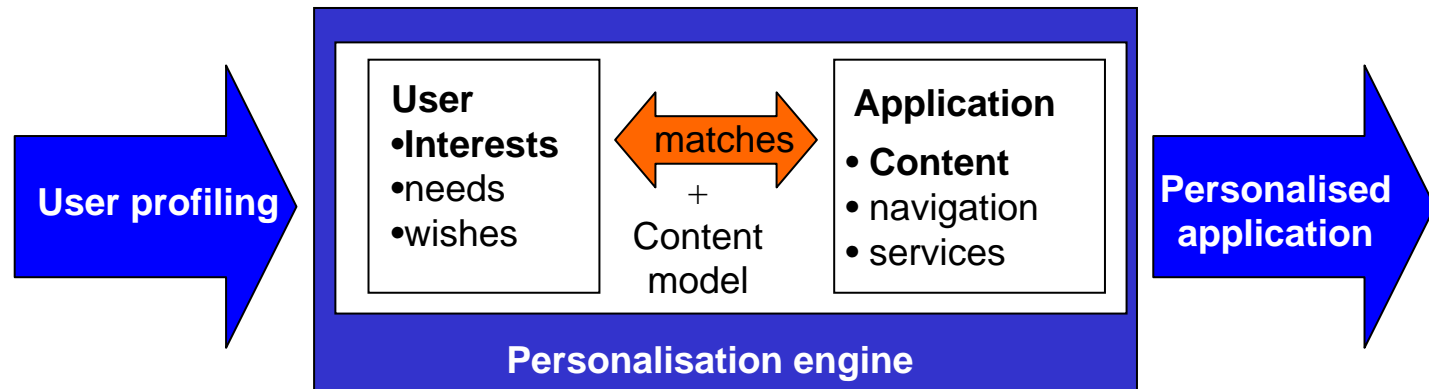 User profiling
User
•Interests
•needs
•wishes
matches
+
Content
model
Application
• Content
• navigation
• services
Personalisation engine
Personalised
application